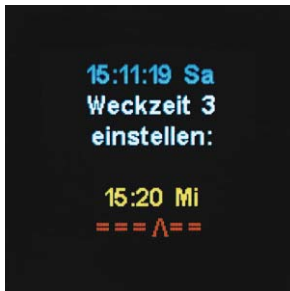 15:11:19 Sa
Weckzeit 3
einstellen:
15:20 Mi
===Λ==